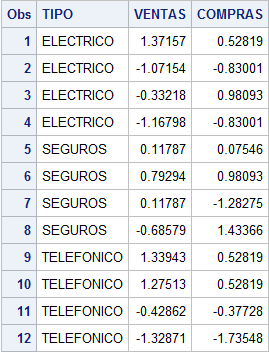 Obs TIPO VENTAS COMPRAS
1 ELECTRICO 1.37157 0.52819
2 ELECTRICO -1.07154 -0.83001
3 ELECTRICO -0.33218 0.98093
4 ELECTRICO -1.16798 -0.83001
5 SEGUROS 0.11787 0.07546
6 SEGUROS 0.79294 0.98093
7 SEGUROS 0.11787 -1.28275
8 SEGUROS -0.68579 1.43366
9 TELEFONICO 1.33943 0.52819
10 TELEFONICO 1.27513 0.52819
11 TELEFONICO -0.42862 -0.37728
12 TELEFONICO -1.32871 -1.73548